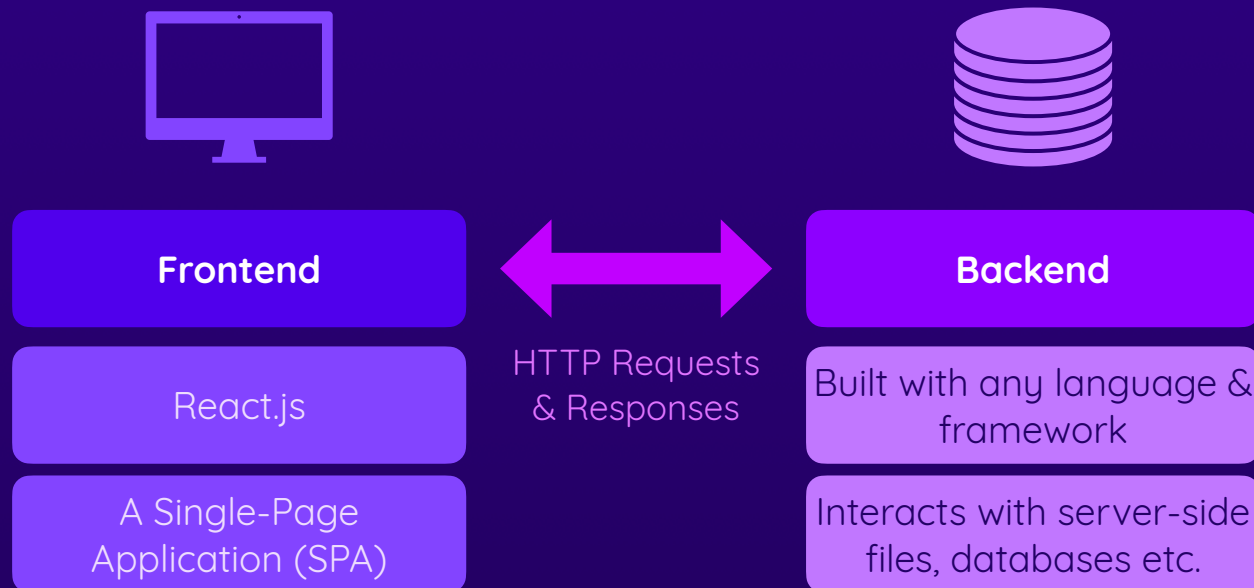 Frontend
Backend
HTTP Requests
& Responses
React.js
Built with any language &
framework
A Single-Page
Application (SPA)
Interacts with server-side
files, databases etc.